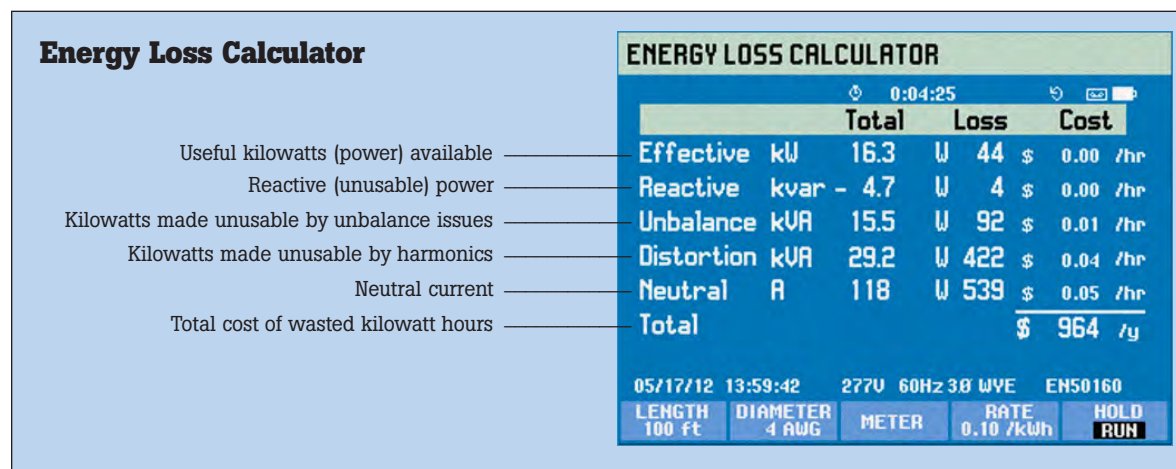 Energy Loss Calculator
Useful kilowatts (power) available
Reactive (unusable) power
Kilowatts made unusable by unbalance issues
Kilowatts made unusable by harmonics
Neutral current
Total cost of wasted kilowatt hours
ENERGY LOSS CALCULATOR
0:04:25
Total Loss Cost
Effective kW 16.3 W 44 $ 0.00 /hr
Reactive kvar - 4.7 W 4 $ 0.00 /hr
Unbalance kVA 15.5 W 92 $ 0.01 /hr
Distortion kVA 29.2 W 422 $ 0.04 /hr
Neutral A 118 W 539 $ 0.05 /hr
Total $ 964 /y
05/17/12 13:59:42 277V 60Hz 3Ø WYE EN50160
LENGTH DIAMETER METER RATE HOLD
100 ft 4 AWG 0.10 /kWh RUN